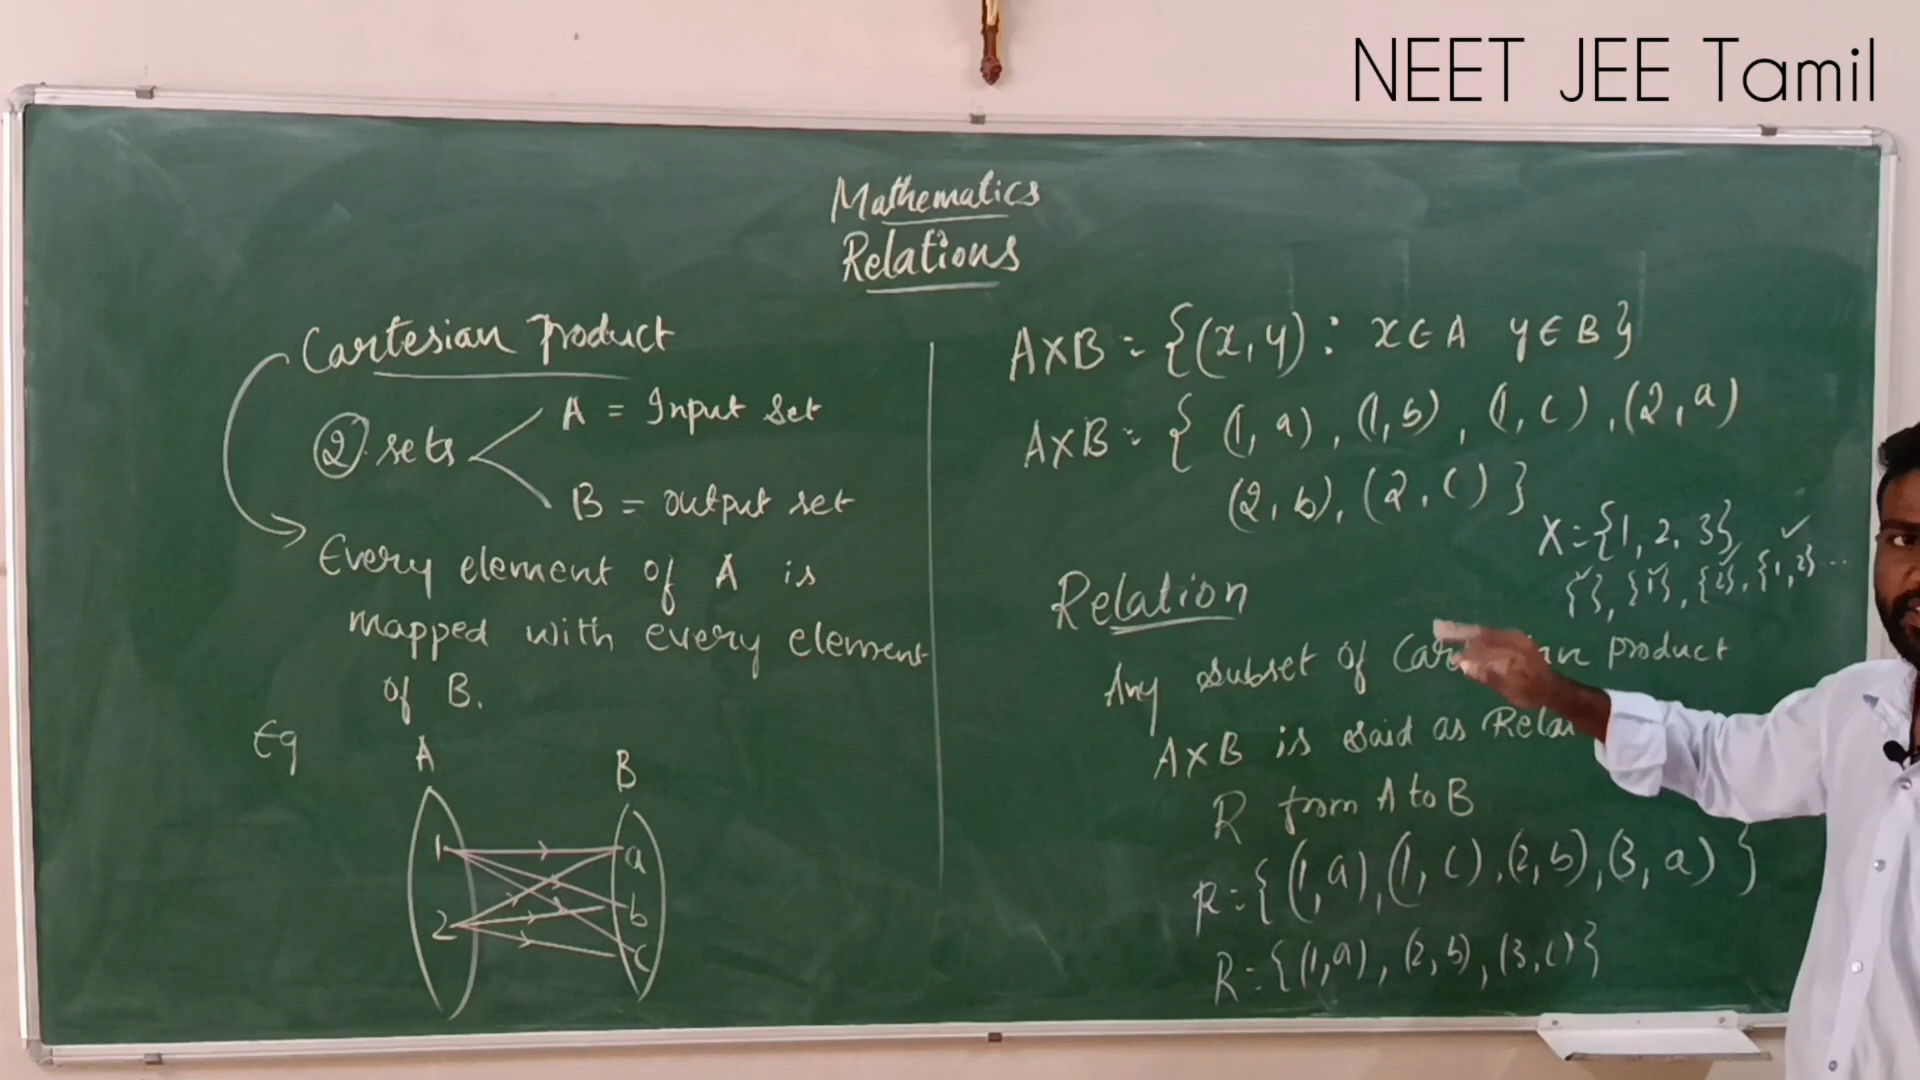 NEET JEE Tamil
Mathematics
Relations
Cartesian Product
2 sets
A = Input set
B = output set
Every element of A is
mapped with every element
of B.
Eg
A
B
1
a
2
b
c
A×B = {(x,y) : x∈A y∈B}
A×B = { (1, a), (1, b), (1, c), (2, a)
(2, b), (2, c) }
X = {1, 2, 3}
{ }, {1}, {2}, {1,2} ...
Relation
Any subset of product
A×B is said as
R from A to B
R = { (1,a), (1, c), (2, b), (3, a) }
R = { (1,a), (2, b), (3, c) }